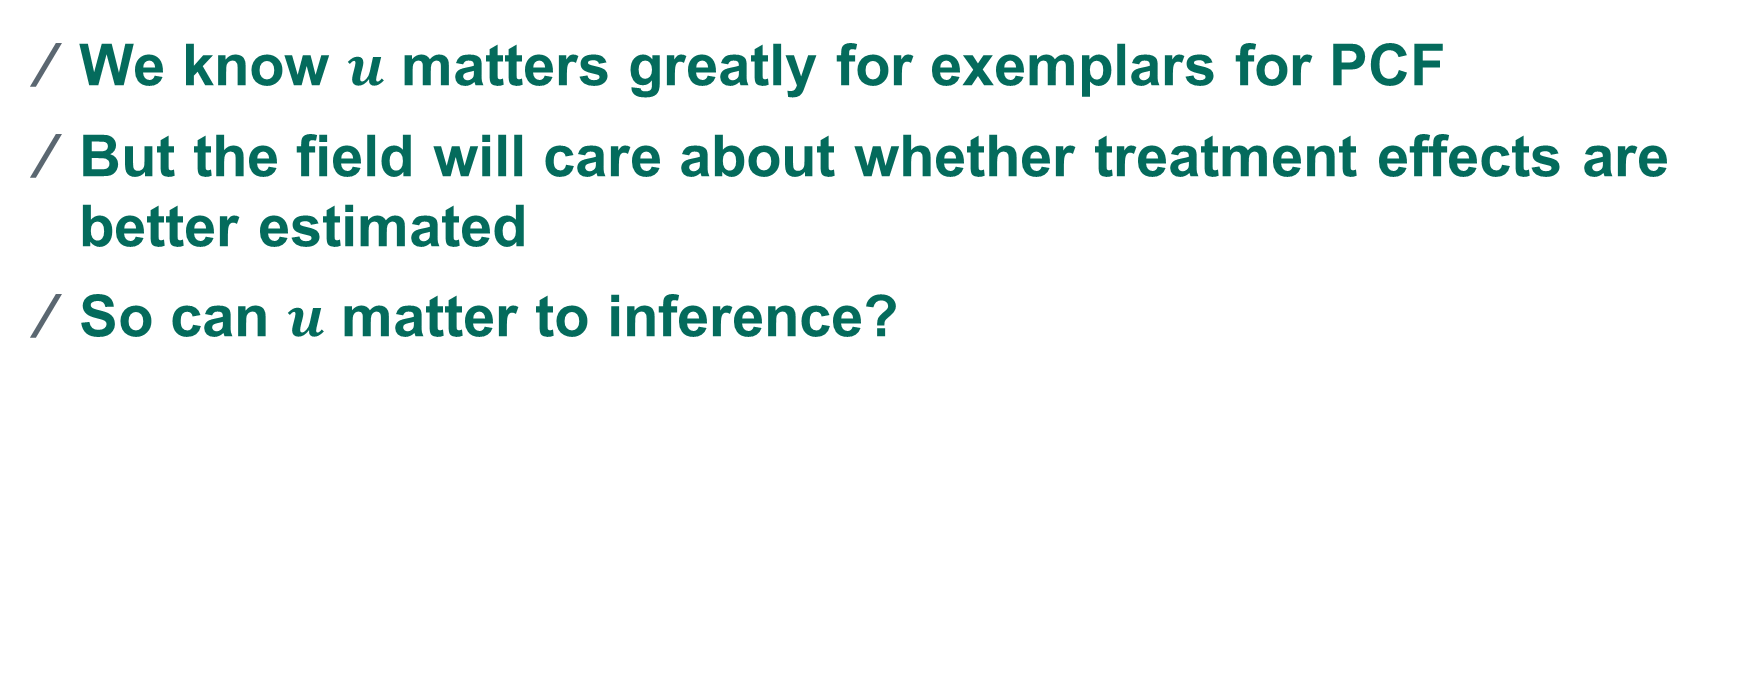 / We know 𝒖 matters greatly for exemplars for PCF
/ But the field will care about whether treatment effects are
better estimated
/ So can 𝒖 matter to inference?